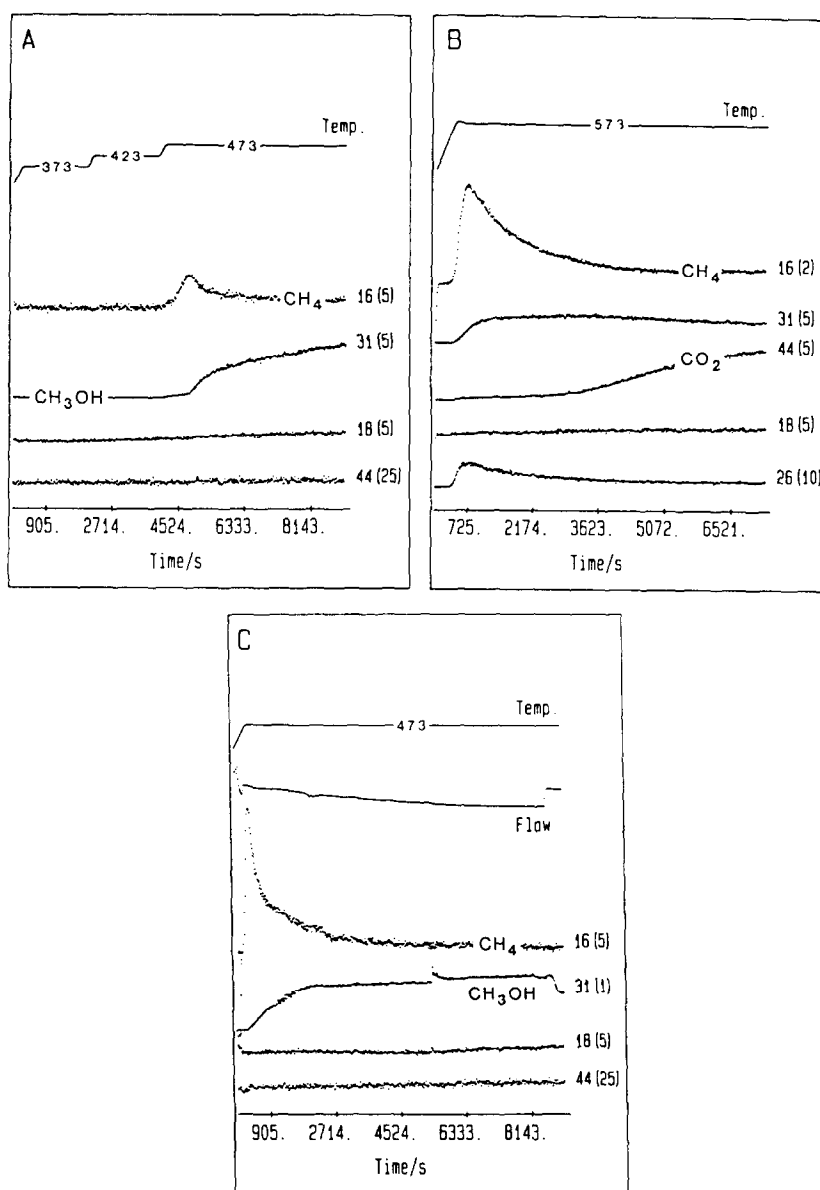 A
Temp.
373 423 473
CH4 16(5)
31(5)
CH3OH
18(5)
44(25)
905. 2714. 4524. 6333. 8143.
Time/s
B
Temp.
573
CH4 16(2)
31(5)
CO2 44(5)
18(5)
26(10)
725. 2174. 3623. 5072. 6521.
Time/s
C
Temp.
473
Flow
CH4 16(5)
CH3OH 31(1)
18(5)
44(25)
905. 2714. 4524. 6333. 8143.
Time/s